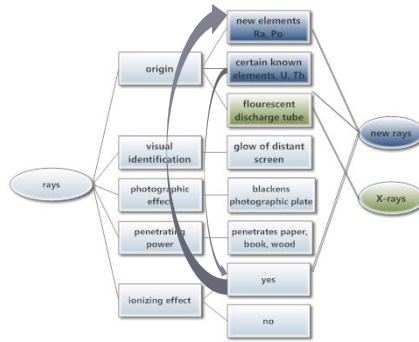 new elements
Ra, Po
origin
certain known
elements, U, Th
flourescent
discharge tube
visual
identification
glow of distant
screen
new rays
rays
photographic
effect
blackens
photographic plate
X-rays
penetrating
power
penetrates paper,
book, wood
yes
ionizing effect
no